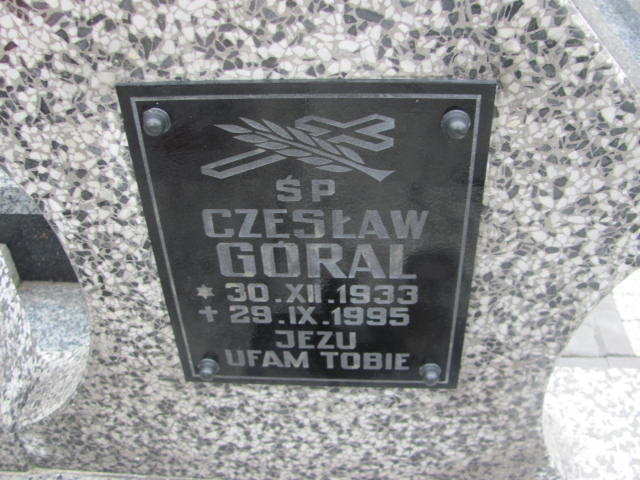 ŚP
CZESŁAW
GÓRAL
* 30.XII.1933
+ 29.IX.1995
JEZU
UFAM TOBIE